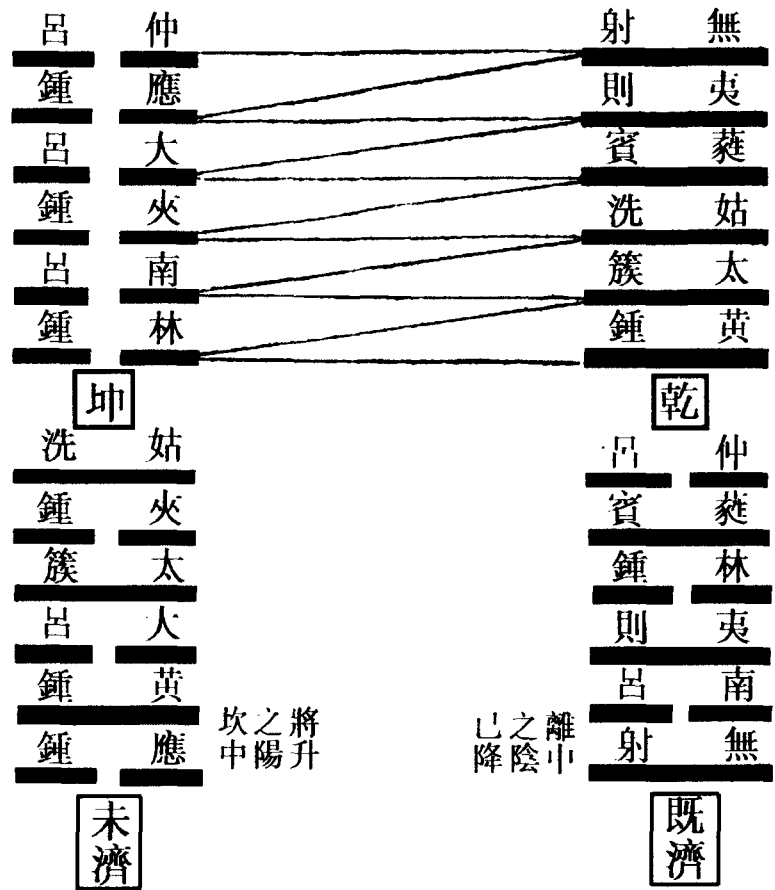 無射
夷則
蕤賓
姑洗
太簇
黃鍾
乾
仲呂
應鍾
大呂
夾鍾
南呂
林鍾
坤
仲呂
蕤賓
林鍾
夷則
南呂
無射
既濟
離中
之陰
已降
將升
之陽
坎中
姑洗
夾鍾
太簇
大呂
黃鍾
應鍾
未濟